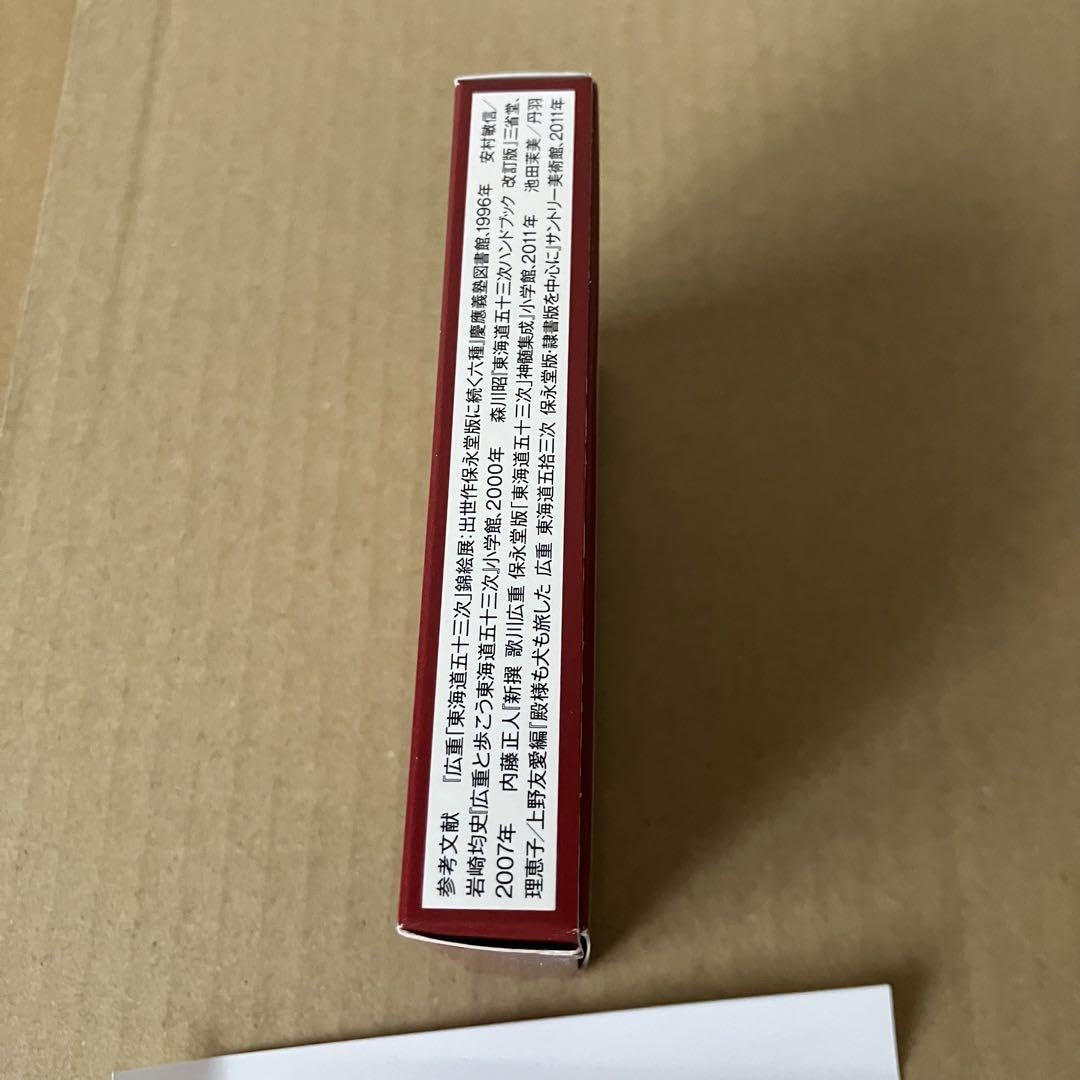 参考文献　『広重「東海道五十三次」錦絵展:出世作保永堂版に続く六種』慶應義塾図書館、1996年　安村敏信/
岩崎均史『広重と歩こう東海道五十三次』小学館、2000年　森川昭『東海道五十三次ハンドブック 改訂版』三省堂、
2007年　内藤正人『新撰 歌川広重 保永堂版「東海道五十三次」神髄集成』小学館、2011年　池田芙美/丹羽
理恵子/上野友愛編『殿様も犬も旅した 広重 東海道五拾三次 保永堂版・隷書版を中心に』サントリー美術館、2011年